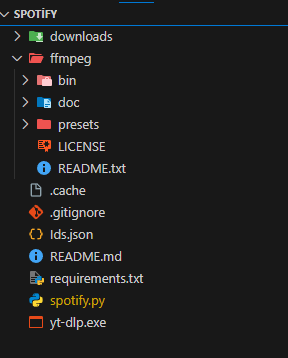 SPOTİFY
downloads
ffmpeg
bin
doc
presets
LICENSE
README.txt
.cache
.gitignore
Ids.json
README.md
requirements.txt
spotify.py
yt-dlp.exe